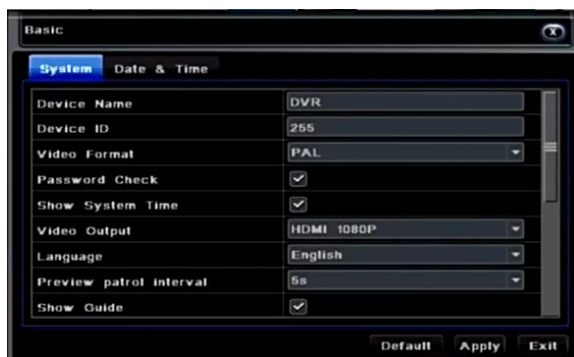 Basic
System Date & Time
Device Name DVR
Device ID 255
Video Format PAL
Password Check
Show System Time
Video Output HDMI 1080P
Language English
Preview patrol interval 5s
Show Guide
Default Apply Exit